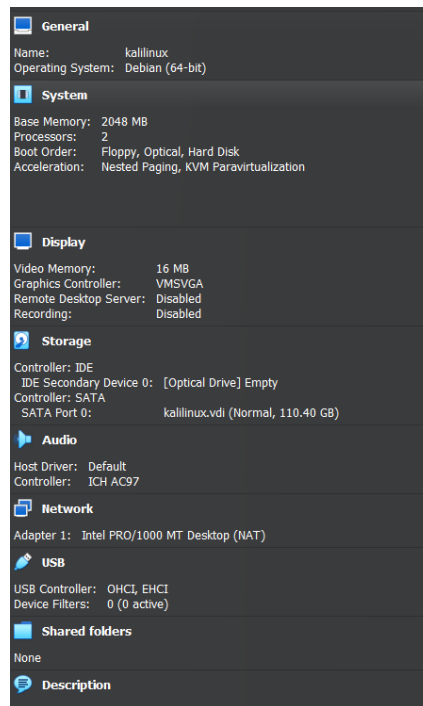 General
Name: kalilinux
Operating System: Debian (64-bit)
System
Base Memory: 2048 MB
Processors: 2
Boot Order: Floppy, Optical, Hard Disk
Acceleration: Nested Paging, KVM Paravirtualization
Display
Video Memory: 16 MB
Graphics Controller: VMSVGA
Remote Desktop Server: Disabled
Recording: Disabled
Storage
Controller: IDE
IDE Secondary Device 0: [Optical Drive] Empty
Controller: SATA
SATA Port 0: kalilinux.vdi (Normal, 110.40 GB)
Audio
Host Driver: Default
Controller: ICH AC97
Network
Adapter 1: Intel PRO/1000 MT Desktop (NAT)
USB
USB Controller: OHCI, EHCI
Device Filters: 0 (0 active)
Shared folders
None
Description